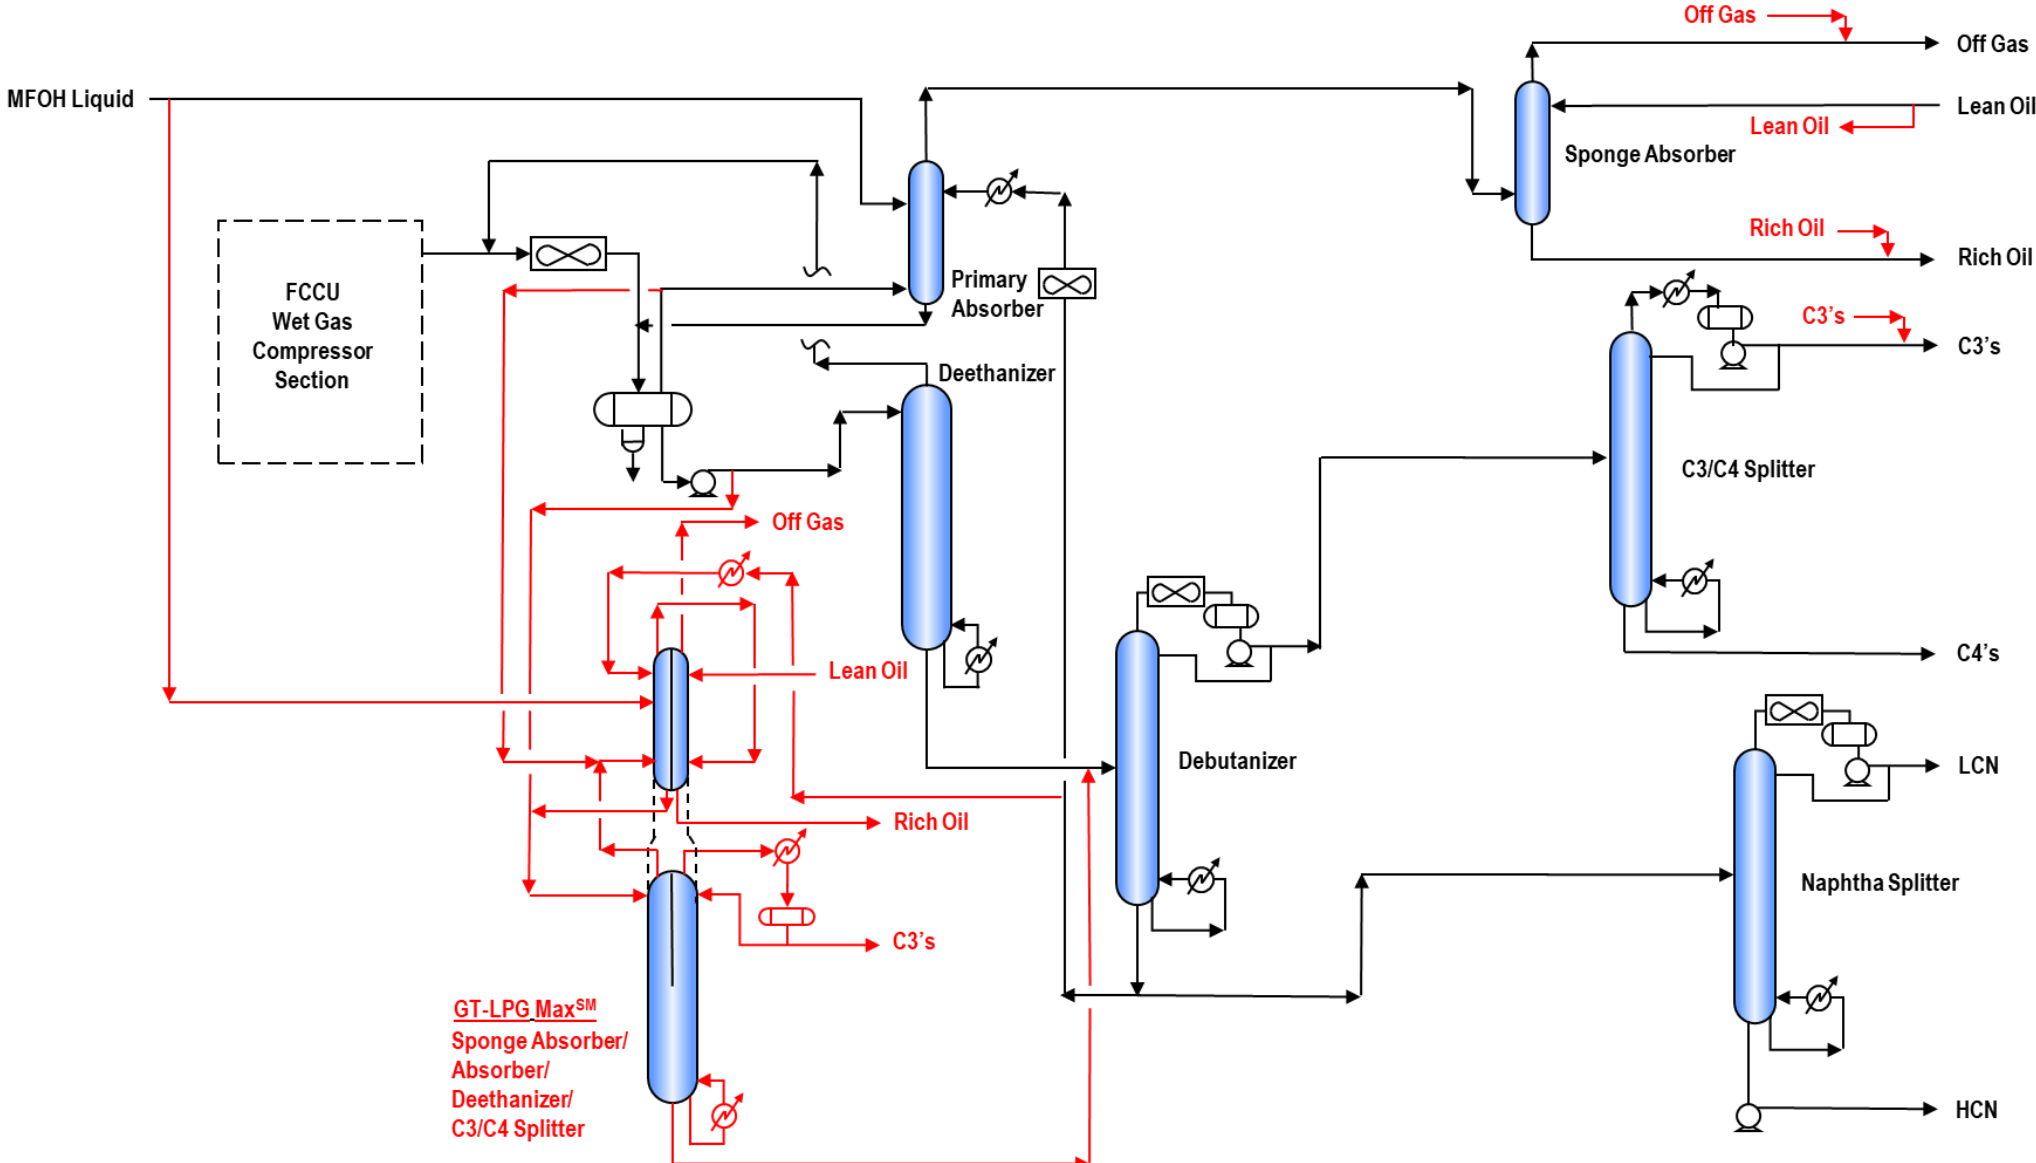 Off Gas
Off Gas
MFOH Liquid
Lean Oil
Lean Oil
Sponge Absorber
Rich Oil
Rich Oil
FCCU
Wet Gas
Compressor
Section
Primary
Absorber
C3's
C3's
Deethanizer
C3/C4 Splitter
Off Gas
Lean Oil
C4's
Debutanizer
LCN
Rich Oil
Naphtha Splitter
C3's
GT-LPG MaxSM
Sponge Absorber/
Absorber/
Deethanizer/
C3/C4 Splitter
HCN